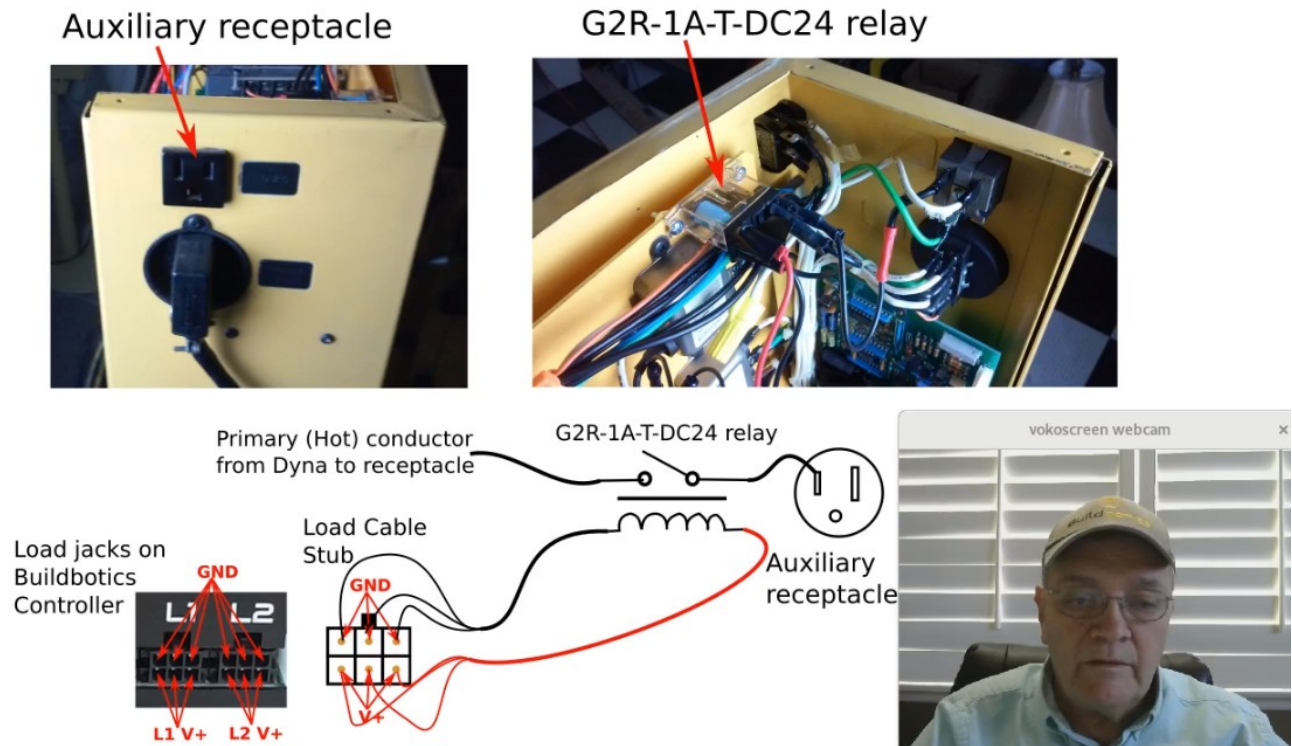 Auxiliary receptacle
G2R-1A-T-DC24 relay
Primary (Hot) conductor
from Dyna to receptacle
G2R-1A-T-DC24 relay
vokoscreen webcam
Load Cable
Stub
Load jacks on
Buildbotics
Controller
GND
L1 L2
GND
Auxiliary
receptacle
V+
L1 V+ L2 V+